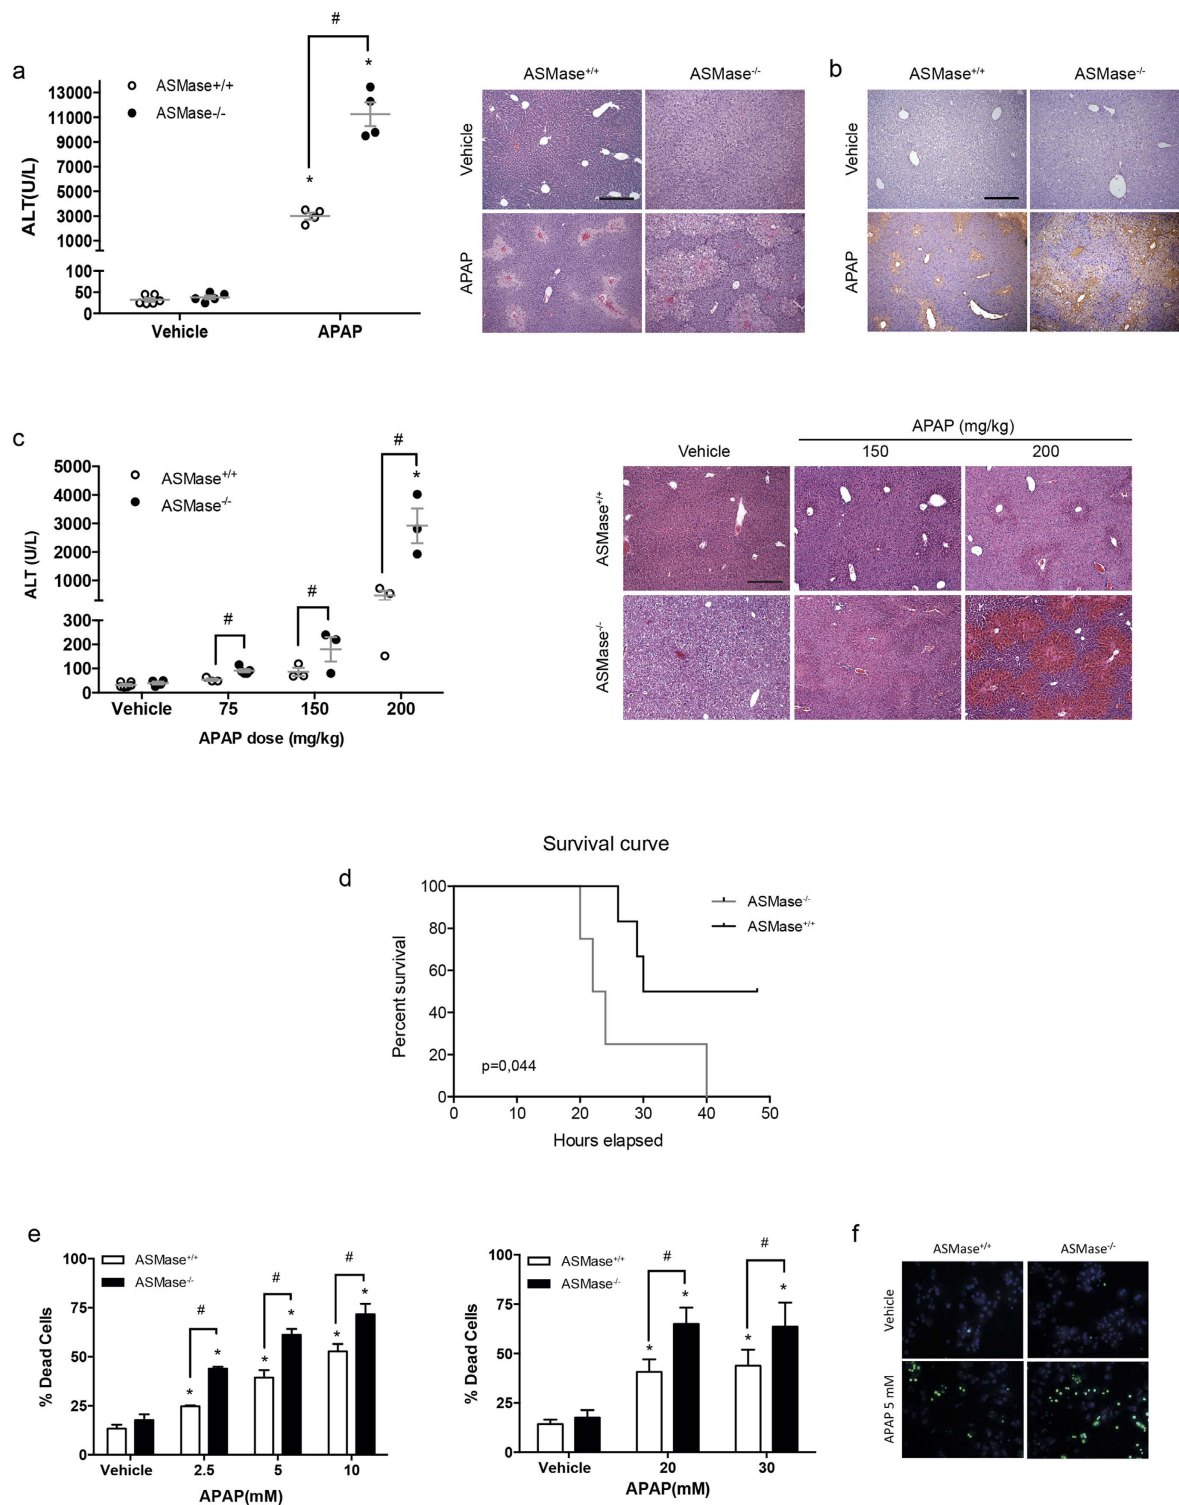 a
ALT(U/L)
13000
11000
9000
7000
5000
3000
1000
100
50
0
ASMase+/+
ASMase-/-
#
*
*
Vehicle
APAP
ASMase+/+
ASMase-/-
Vehicle
APAP
b
ASMase+/+
ASMase-/-
Vehicle
APAP
c
ALT (U/L)
5000
4000
3000
2000
1000
300
200
100
0
ASMase+/+
ASMase-/-
#
#
#
*
Vehicle
75
150
200
APAP dose (mg/kg)
APAP (mg/kg)
Vehicle
150
200
ASMase+/+
ASMase-/-
Survival curve
d
Percent survival
100
80
60
40
20
0
ASMase-/-
ASMase+/+
p=0,044
0
10
20
30
40
50
Hours elapsed
e
% Dead Cells
100
75
50
25
0
ASMase+/+
ASMase-/-
#
#
#
*
*
*
*
*
*
Vehicle
2.5
5
10
APAP(mM)
% Dead Cells
100
75
50
25
0
ASMase+/+
ASMase-/-
#
#
*
*
*
*
Vehicle
20
30
APAP(mM)
f
ASMase+/+
ASMase-/-
Vehicle
APAP 5 mM